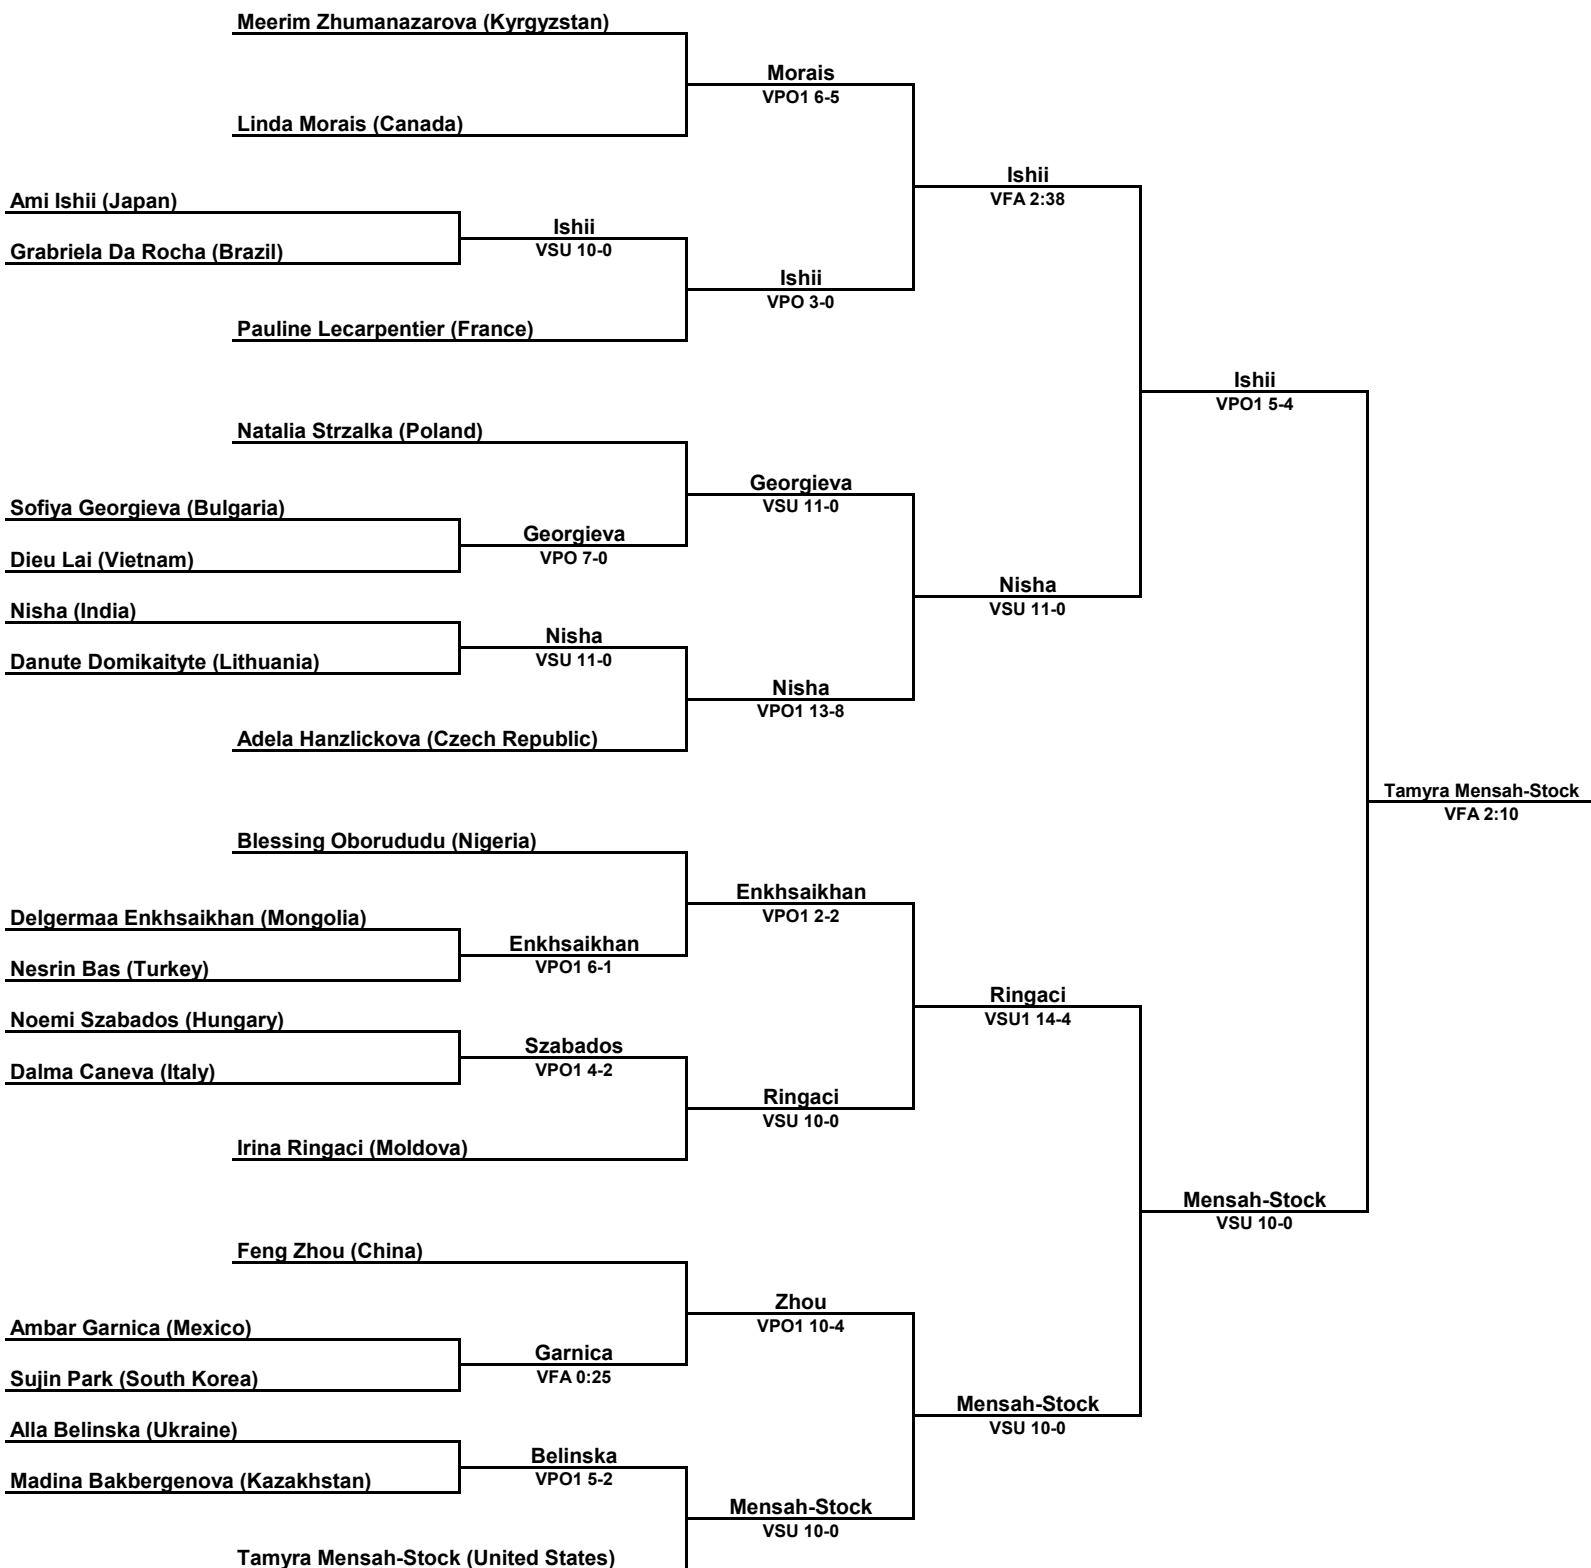 Meerim Zhumanazarova (Kyrgyzstan)
Morais
VPO1 6-5
Linda Morais (Canada)
Ishii
VFA 2:38
Ami Ishii (Japan)
Ishii
VSU 10-0
Grabriela Da Rocha (Brazil)
Ishii
VPO 3-0
Pauline Lecarpentier (France)
Ishii
VPO1 5-4
Natalia Strzalka (Poland)
Georgieva
VSU 11-0
Sofiya Georgieva (Bulgaria)
Georgieva
VPO 7-0
Dieu Lai (Vietnam)
Nisha
VSU 11-0
Nisha (India)
Nisha
VSU 11-0
Danute Domikaityte (Lithuania)
Nisha
VPO1 13-8
Adela Hanzlickova (Czech Republic)
Tamyra Mensah-Stock
VFA 2:10
Blessing Oborududu (Nigeria)
Enkhsaikhan
VPO1 2-2
Delgermaa Enkhsaikhan (Mongolia)
Enkhsaikhan
VPO1 6-1
Nesrin Bas (Turkey)
Ringaci
VSU1 14-4
Noemi Szabados (Hungary)
Szabados
VPO1 4-2
Dalma Caneva (Italy)
Ringaci
VSU 10-0
Irina Ringaci (Moldova)
Mensah-Stock
VSU 10-0
Feng Zhou (China)
Zhou
VPO1 10-4
Ambar Garnica (Mexico)
Garnica
VFA 0:25
Sujin Park (South Korea)
Mensah-Stock
VSU 10-0
Alla Belinska (Ukraine)
Belinska
VPO1 5-2
Madina Bakbergenova (Kazakhstan)
Mensah-Stock
VSU 10-0
Tamyra Mensah-Stock (United States)